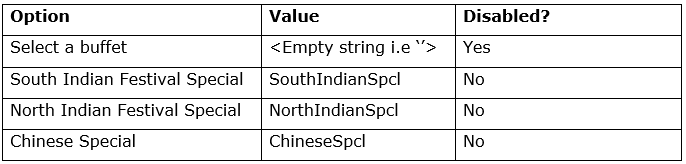 Option Value Disabled?
Select a buffet <Empty string i.e ‘’> Yes
South Indian Festival Special SouthIndianSpcl No
North Indian Festival Special NorthIndianSpcl No
Chinese Special ChineseSpcl No